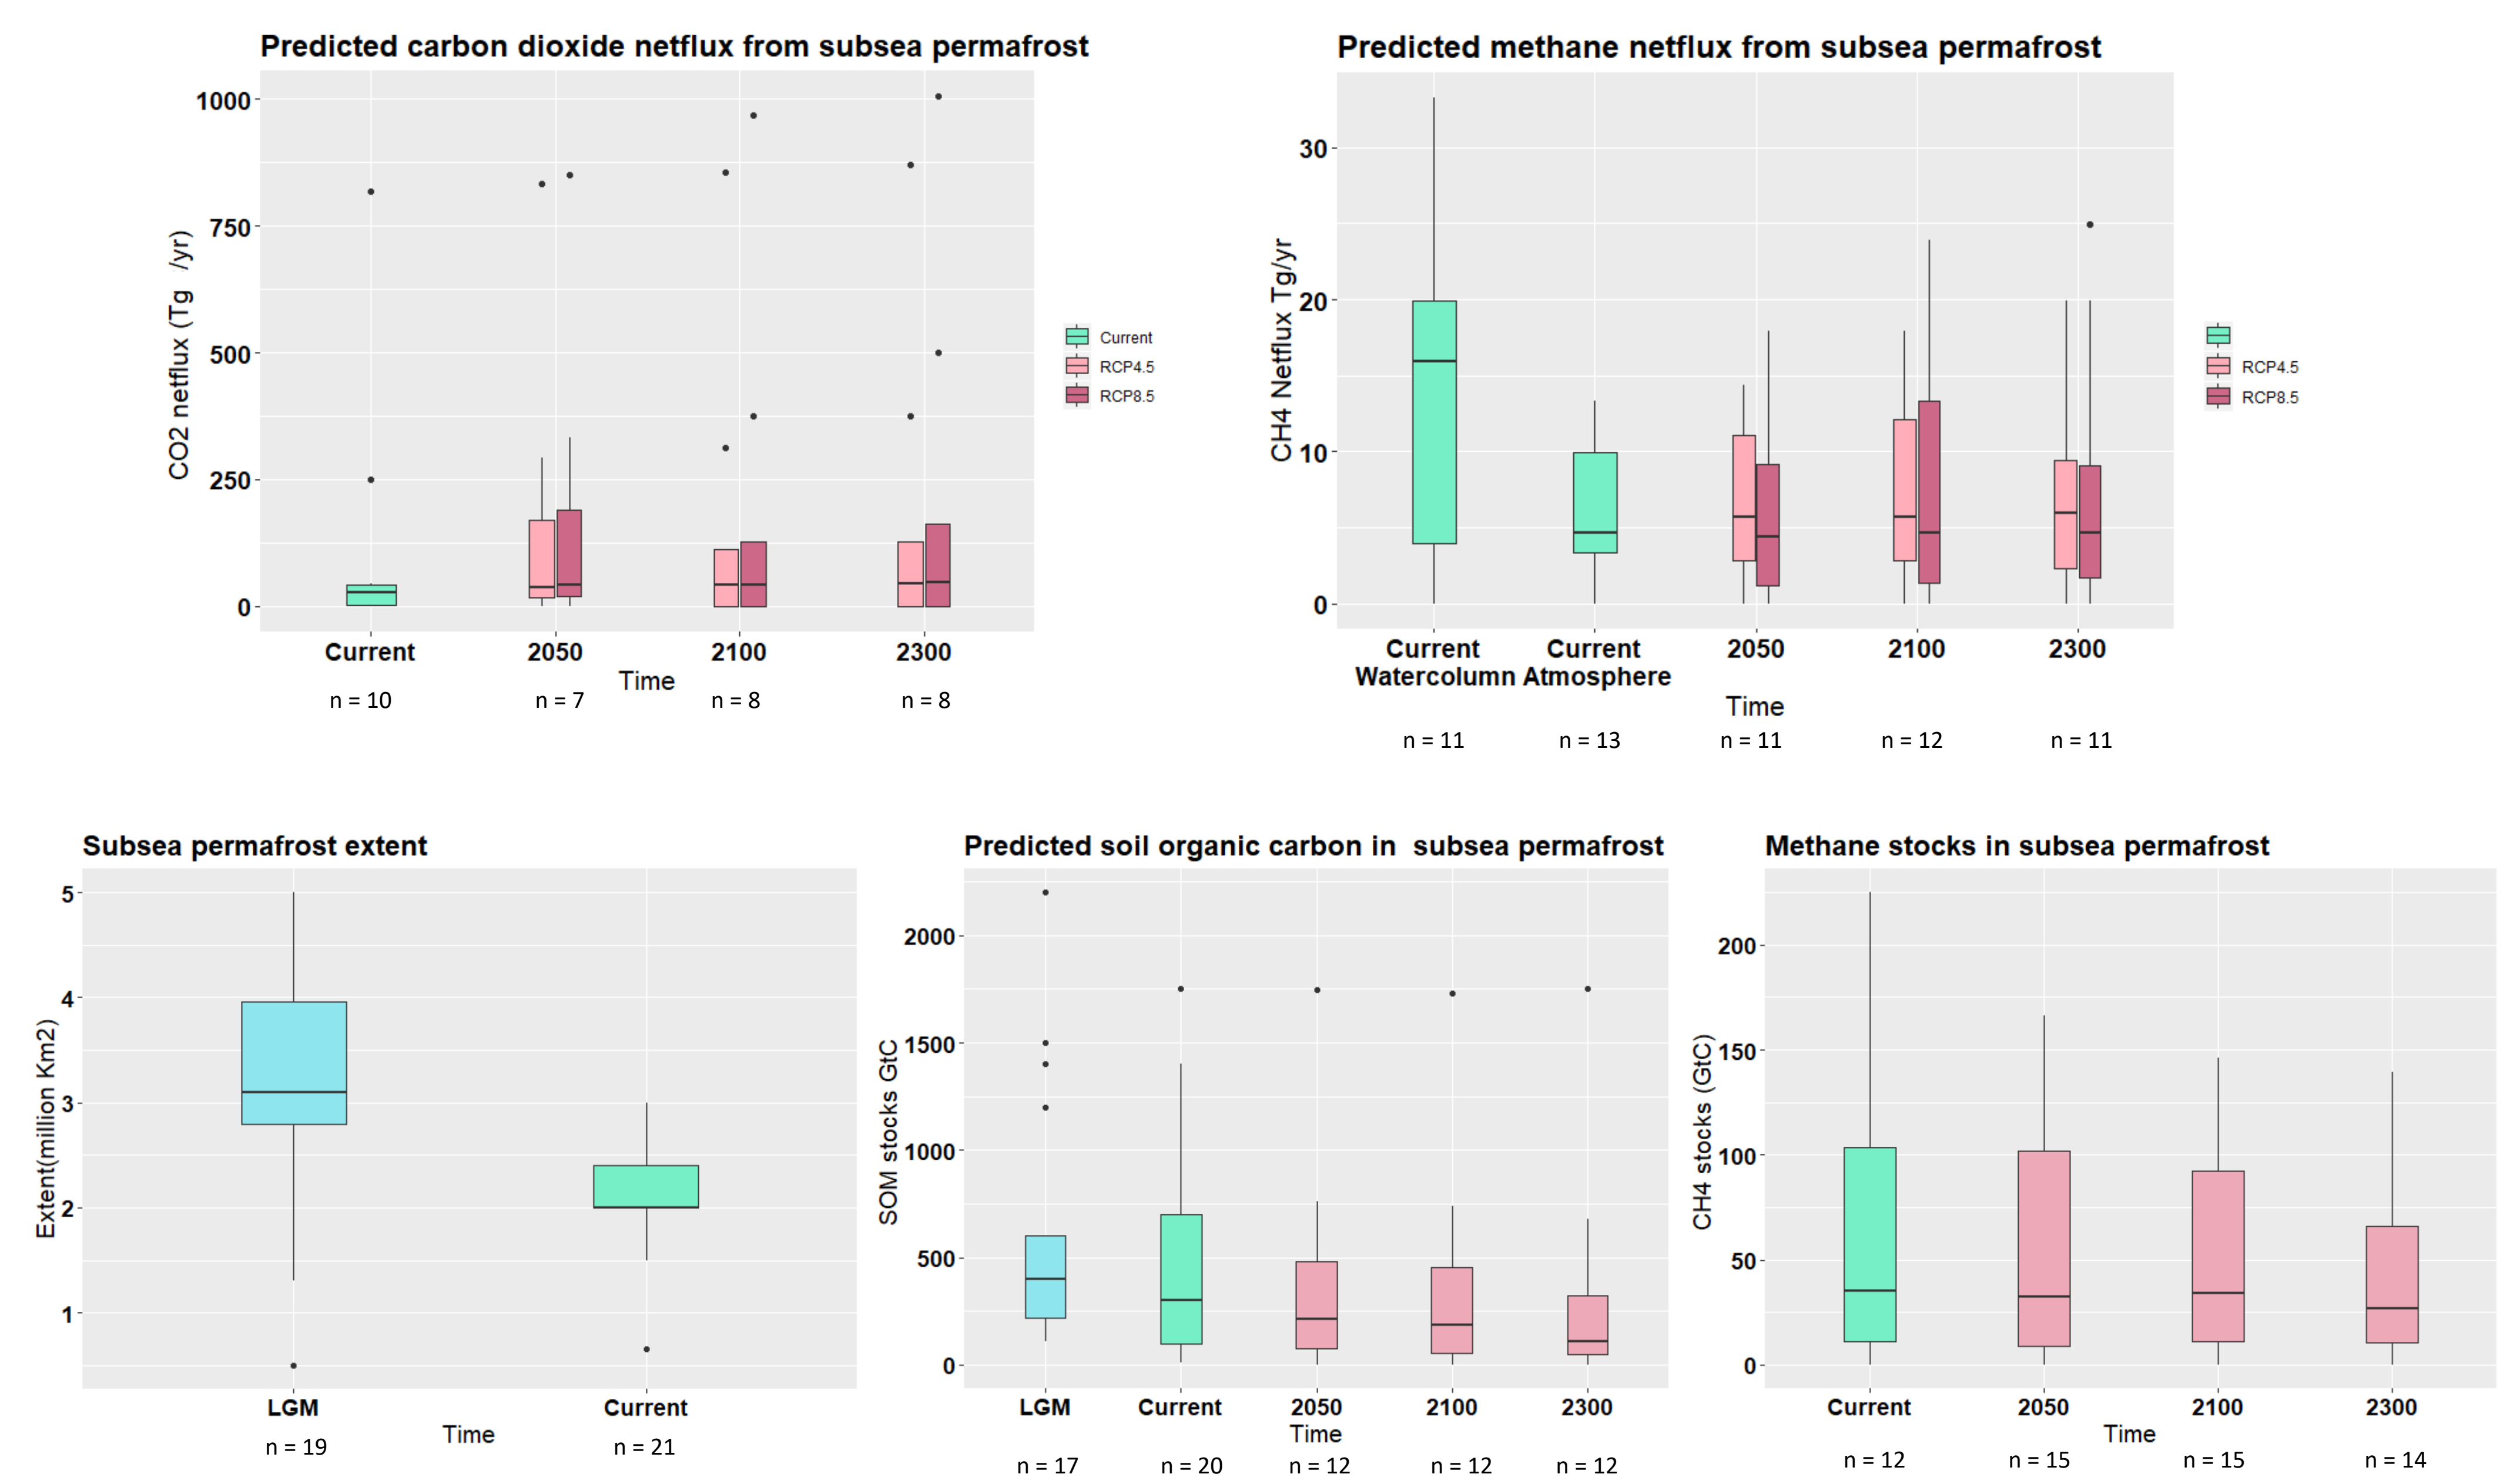 Predicted carbon dioxide netflux from subsea permafrost
CO2 netflux (Tg /yr)
1000
750
500
250
0
Current
2050
2100
2300
Time
n = 10
n = 7
n = 8
n = 8
Current
RCP4.5
RCP8.5
Predicted methane netflux from subsea permafrost
CH4 Netflux Tg/yr
30
20
10
0
Current
Watercolumn
Current
Atmosphere
2050
2100
2300
Time
n = 11
n = 13
n = 11
n = 12
n = 11
RCP4.5
RCP8.5
Subsea permafrost extent
Extent(million Km2)
5
4
3
2
1
LGM
Current
Time
n = 19
n = 21
Predicted soil organic carbon in  subsea permafrost
SOM stocks GtC
2000
1500
1000
500
0
LGM
Current
2050
2100
2300
Time
n = 17
n = 20
n = 12
n = 12
n = 12
Methane stocks in subsea permafrost
CH4 stocks (GtC)
200
150
100
50
0
Current
2050
2100
2300
Time
n = 12
n = 15
n = 15
n = 14